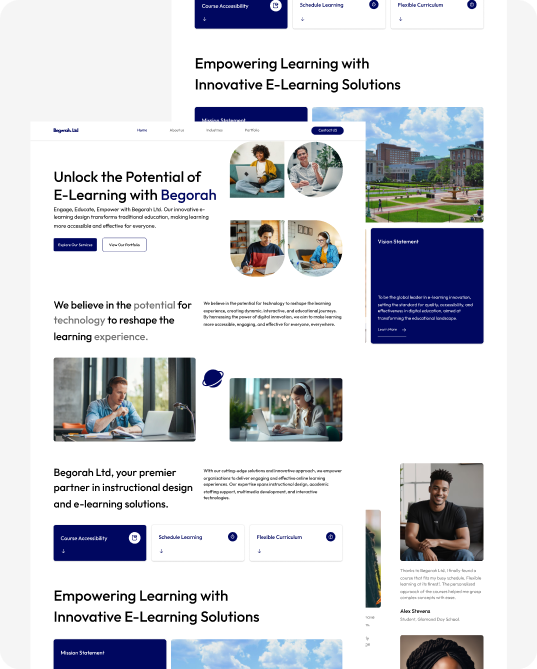 Course Accessibility
Schedule Learning
Flexible Curriculum
Empowering Learning with
Innovative E-Learning Solutions
Mission Statement
Begorah Ltd
Home
About us
Industries
Portfolio
Contact US
Unlock the Potential of
E-Learning with Begorah
Engage, Educate, Empower with Begorah Ltd. Our innovative e-
learning design transforms traditional education, making learning
more accessible and effective for everyone.
Explore Our Services
View Our Portfolio
Vision Statement
To be the global leader in e-learning innovation,
setting the standard for quality, accessibility, and
effectiveness in digital education, aimed at
transforming the educational landscape.
Learn More
We believe in the potential for
technology to reshape the
learning experience.
We believe in the potential for technology to reshape the learning
experience, creating dynamic, interactive, and educational journeys.
By harnessing the power of digital innovation, we aim to make learning
more accessible, engaging, and effective for everyone, everywhere.
Begorah Ltd, your premier
partner in instructional design
and e-learning solutions.
With our cutting-edge solutions and innovative approach, we empower
organizations to deliver engaging and effective online learning
experiences. Our expertise spans instructional design, academic
staffing support, multimedia development, and interactive
technologies.
Course Accessibility
Schedule Learning
Flexible Curriculum
Thanks to Begorah Ltd, I finally found a
course that fits my busy schedule. Flexible
learning at its finest!. The personalized
approach of the courses helped me group
complex concepts with ease.
Alex Stevens
Student, Diamond Day School.
Empowering Learning with
Innovative E-Learning Solutions
Mission Statement